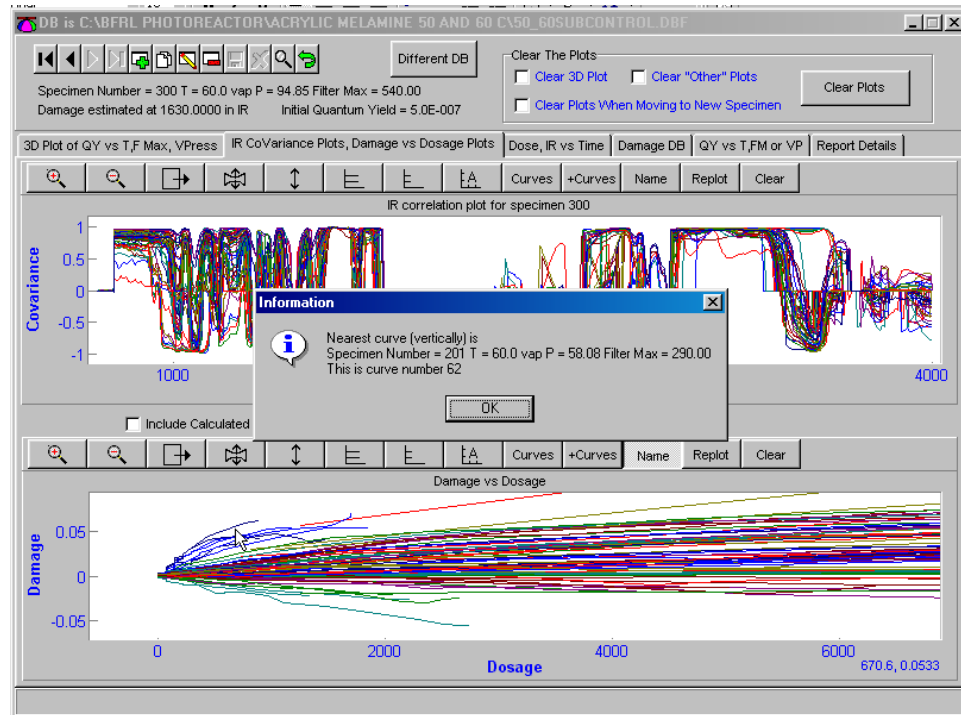 DB is C:\BFRL PHOTOREACTOR\ACRYLIC MELAMINE 50 AND 60 C\50_60SUBCONTROL.DBF
Different DB
Clear The Plots
Clear 3D Plot
Clear "Other" Plots
Clear Plots When Moving to New Specimen
Clear Plots
Specimen Number = 300 T = 60.0 vap P = 94.85 Filter Max = 540.00
Damage estimated at 1630.0000 in IR Initial Quantum Yield = 5.0E-007
3D Plot of QY vs T,F Max, VPress
IR CoVariance Plots, Damage vs Dosage Plots
Dose, IR vs Time
Damage DB
QY vs T,FM or VP
Report Details
Curves
+Curves
Name
Replot
Clear
IR correlation plot for specimen 300
Covariance
1
0.5
0
-0.5
-1
1000
4000
Information
Nearest curve (vertically) is
Specimen Number = 201 T = 60.0 vap P = 58.08 Filter Max = 290.00
This is curve number 62
OK
Include Calculated
Curves
+Curves
Name
Replot
Clear
Damage vs Dosage
Damage
0.05
0
-0.05
0
2000
4000
6000
Dosage
670.6, 0.0533